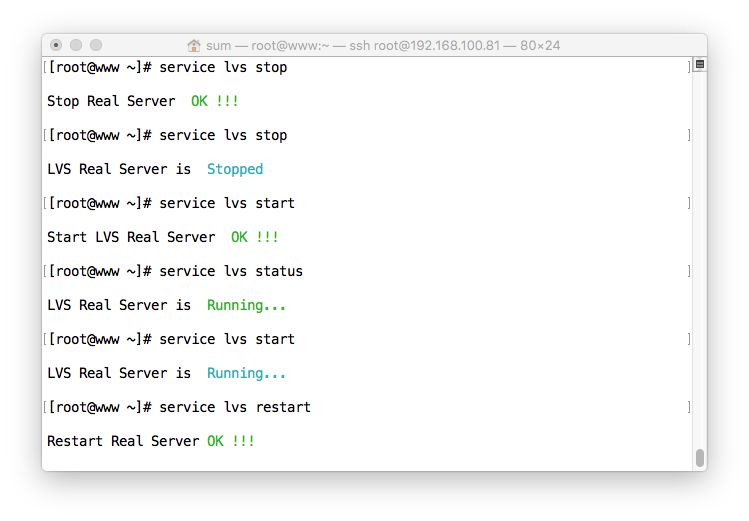 sum — root@www:~ — ssh root@192.168.100.81 — 80×24
[[root@www ~]# service lvs stop ]
Stop Real Server  OK !!!
[[root@www ~]# service lvs stop ]
LVS Real Server is  Stopped
[[root@www ~]# service lvs start ]
Start LVS Real Server  OK !!!
[[root@www ~]# service lvs status ]
LVS Real Server is  Running...
[[root@www ~]# service lvs start ]
LVS Real Server is  Running...
[[root@www ~]# service lvs restart ]
Restart Real Server OK !!!